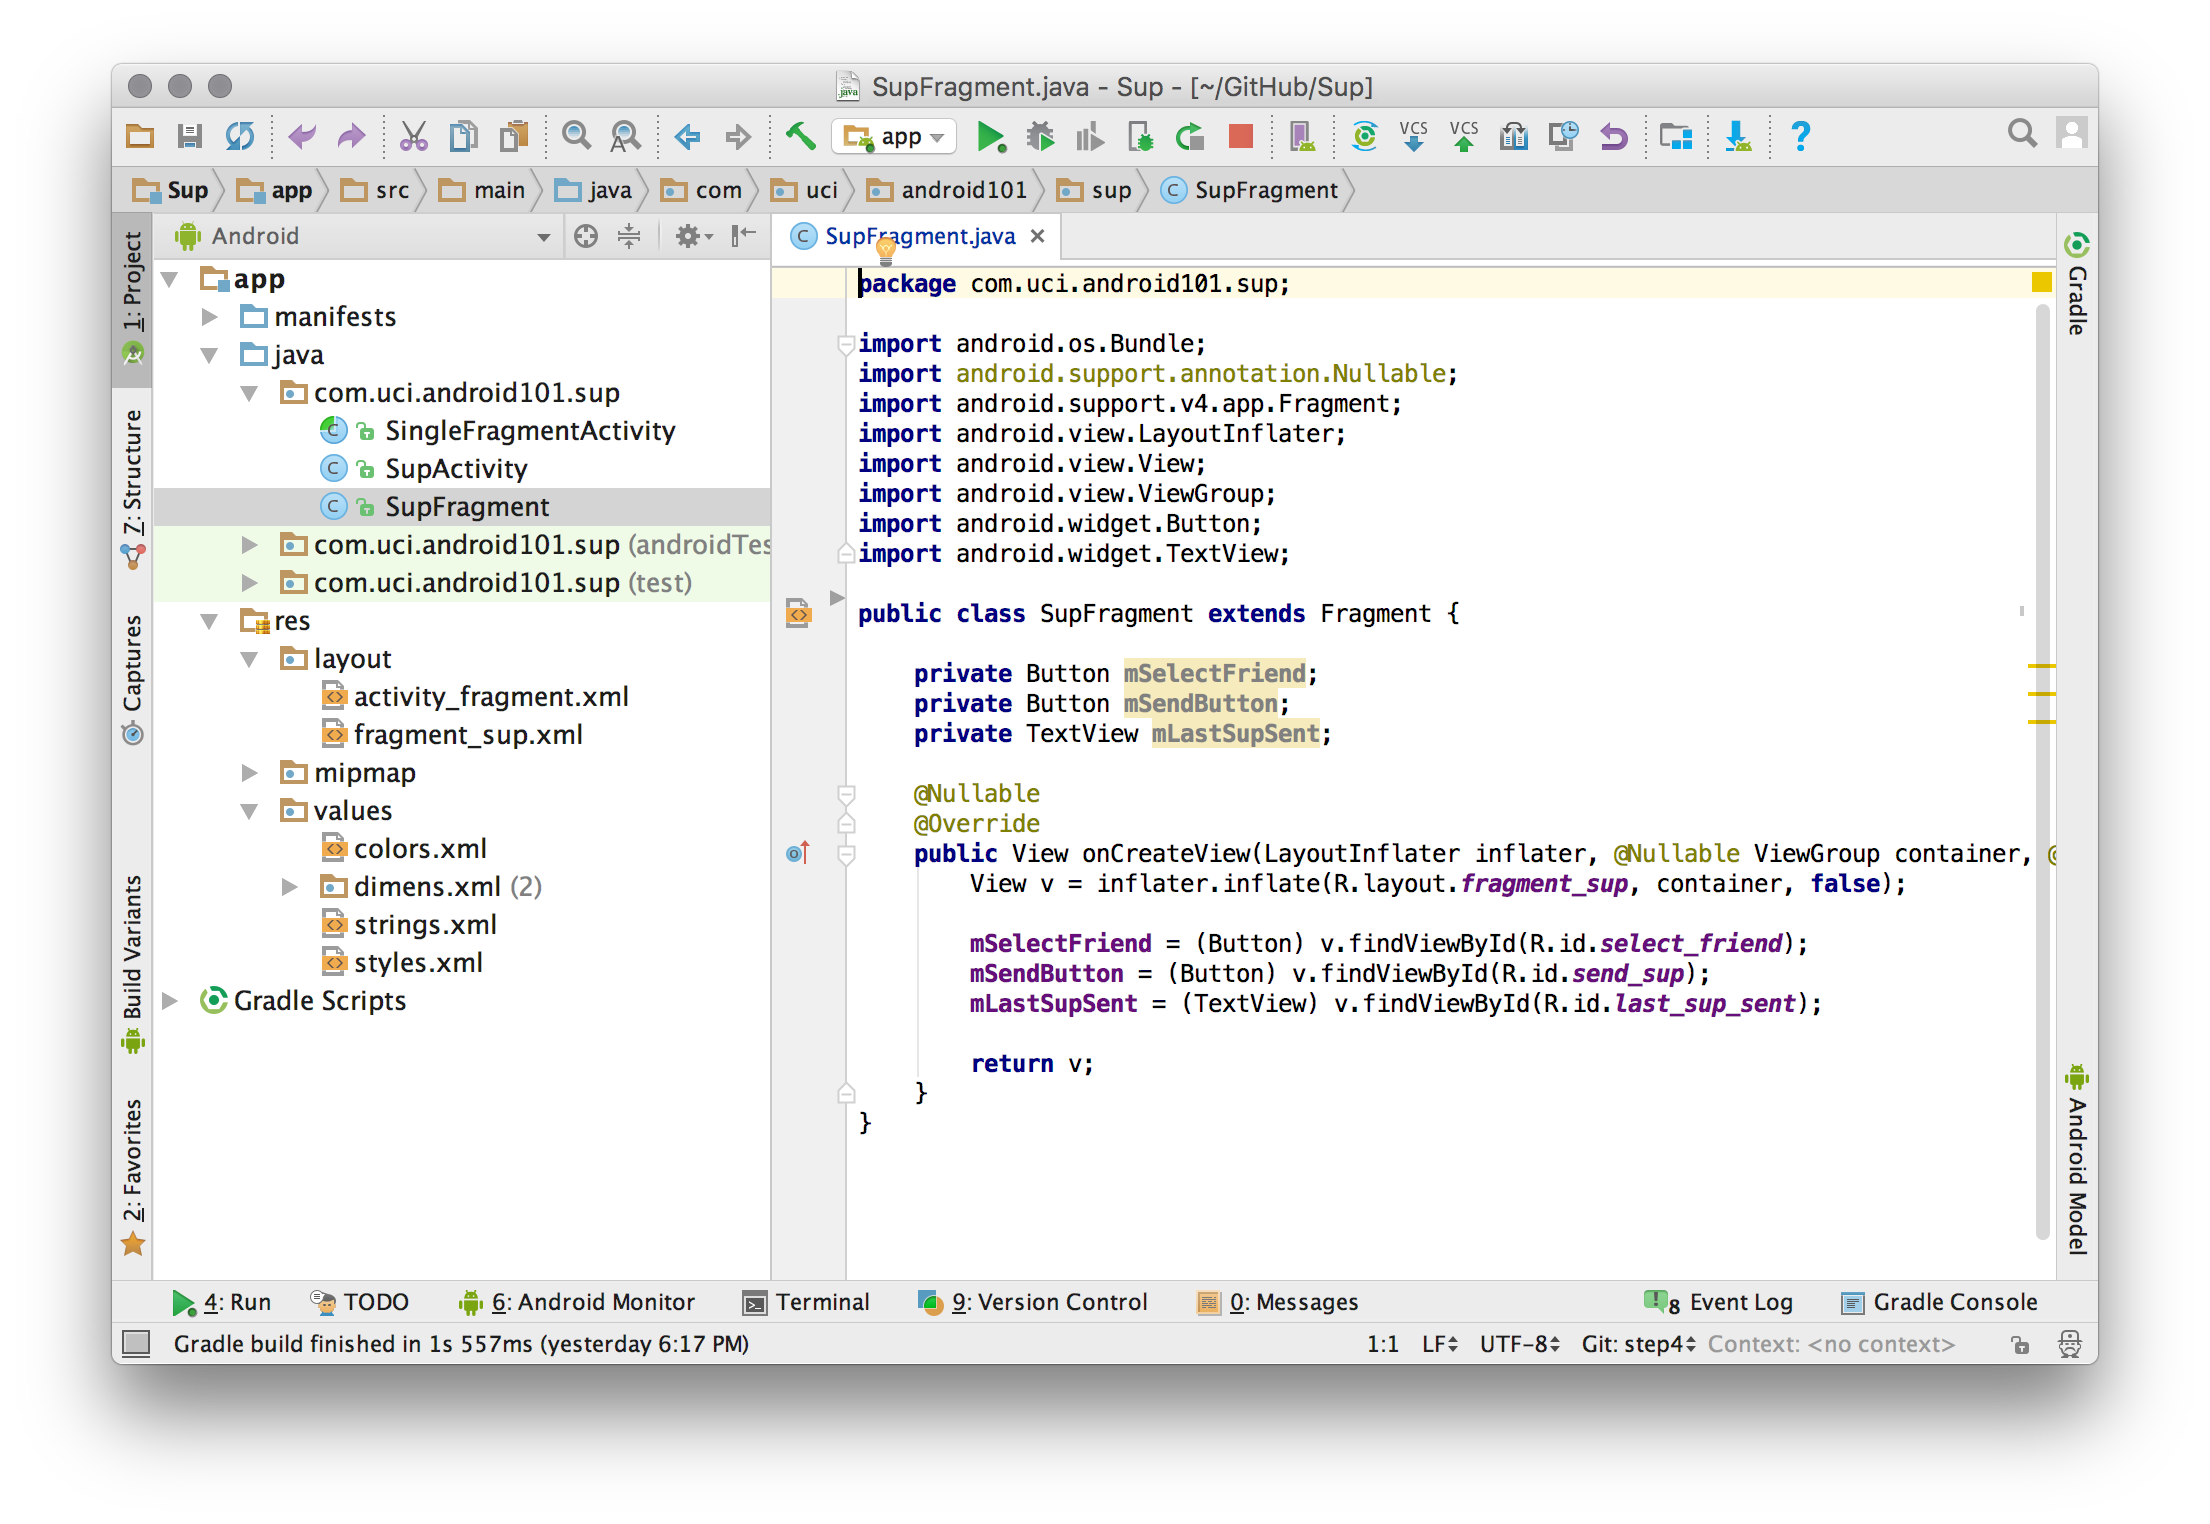 SupFragment.java - Sup - [~/GitHub/Sup]
app
VCS VCS
Sup app src main java com uci android101 sup SupFragment
Android
SupFragment.java
1: Project
7: Structure
Captures
Build Variants
2: Favorites
app
manifests
java
com.uci.android101.sup
SingleFragmentActivity
SupActivity
SupFragment
com.uci.android101.sup (androidTes
com.uci.android101.sup (test)
res
layout
activity_fragment.xml
fragment_sup.xml
mipmap
values
colors.xml
dimens.xml (2)
strings.xml
styles.xml
Gradle Scripts
package com.uci.android101.sup;
import android.os.Bundle;
import android.support.annotation.Nullable;
import android.support.v4.app.Fragment;
import android.view.LayoutInflater;
import android.view.View;
import android.view.ViewGroup;
import android.widget.Button;
import android.widget.TextView;
public class SupFragment extends Fragment {
private Button mSelectFriend;
private Button mSendButton;
private TextView mLastSupSent;
@Nullable
@Override
public View onCreateView(LayoutInflater inflater, @Nullable ViewGroup container, @
View v = inflater.inflate(R.layout.fragment_sup, container, false);
mSelectFriend = (Button) v.findViewById(R.id.select_friend);
mSendButton = (Button) v.findViewById(R.id.send_sup);
mLastSupSent = (TextView) v.findViewById(R.id.last_sup_sent);
return v;
}
}
Gradle
Android Model
4: Run TODO 6: Android Monitor Terminal 9: Version Control 0: Messages 8 Event Log Gradle Console
Gradle build finished in 1s 557ms (yesterday 6:17 PM) 1:1 LF UTF-8 Git: step4 Context: <no context>